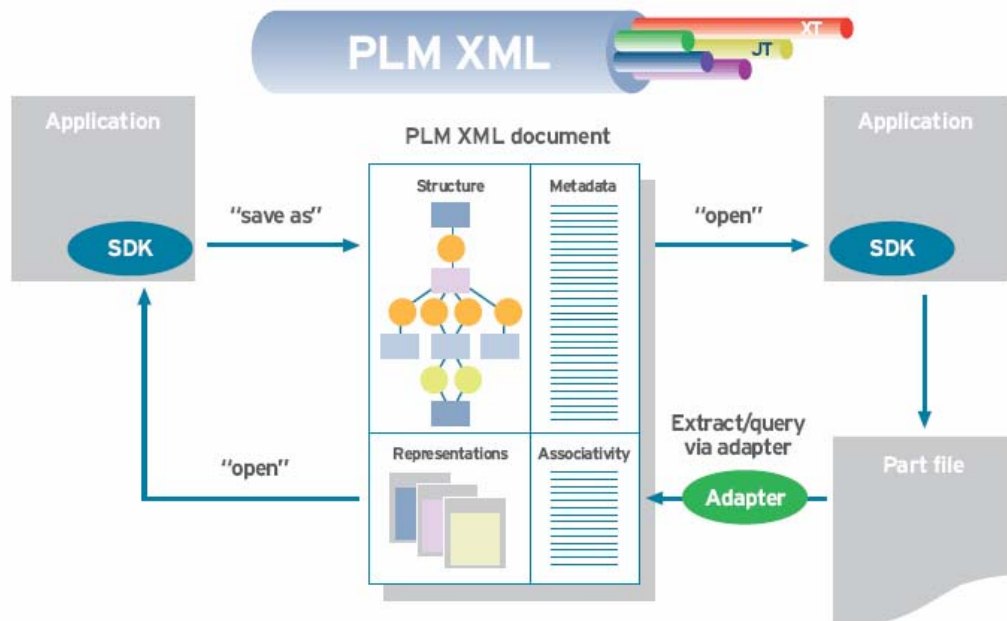 PLM XML
XT
JT
Application
SDK
"save as"
PLM XML document
Structure
Metadata
Representations
Associativity
"open"
Application
SDK
Extract/query
via adapter
Adapter
Part file
"open"